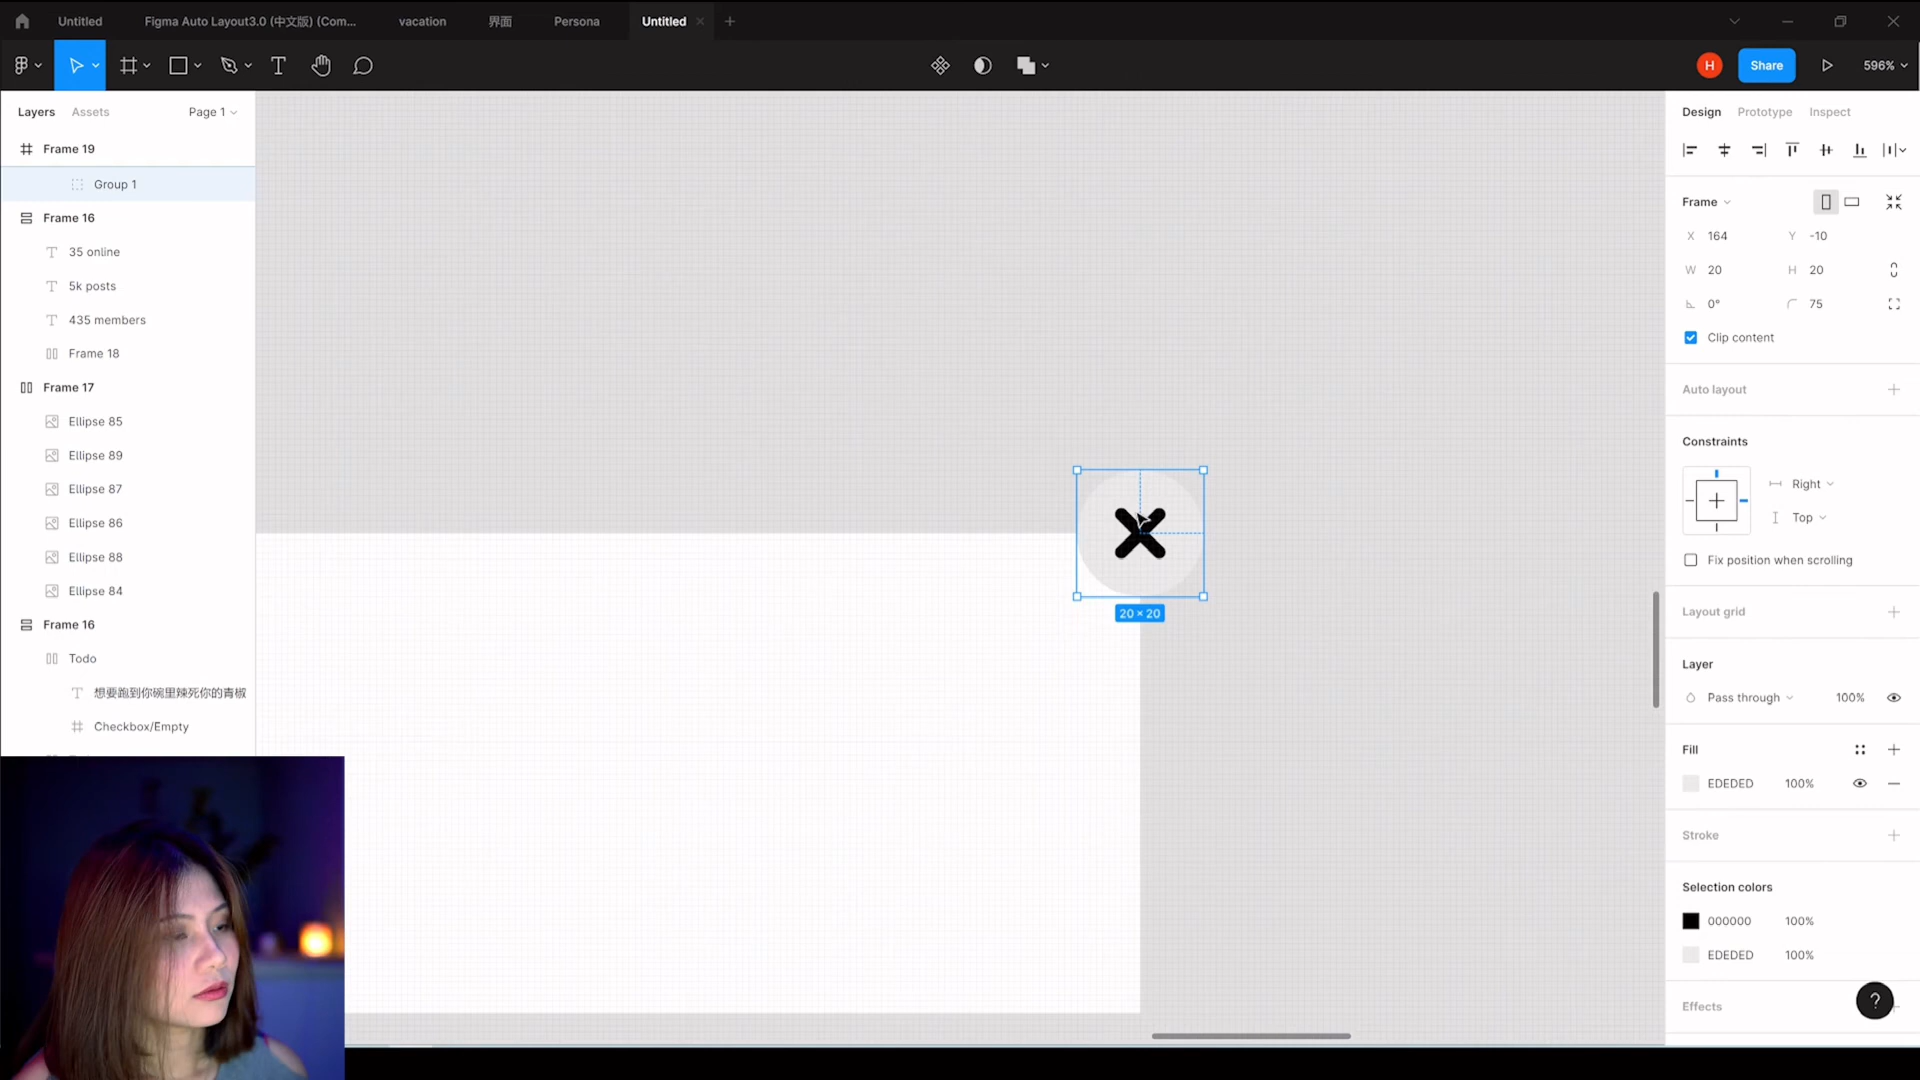 Untitled
Figma Auto Layout3.0 (中文版) (Com...
vacation
界面
Persona
Untitled
H
Share
596%
Layers
Assets
Page 1
Frame 19
Group 1
Frame 16
35 online
5k posts
435 members
Frame 18
Frame 17
Ellipse 85
Ellipse 89
Ellipse 87
Ellipse 86
Ellipse 88
Ellipse 84
Frame 16
Todo
想要跑到你碗里辣死你的青椒
Checkbox/Empty
20 × 20
Design
Prototype
Inspect
Frame
X 164
Y -10
W 20
H 20
0°
75
Clip content
Auto layout
Constraints
Right
Top
Fix position when scrolling
Layout grid
Layer
Pass through
100%
Fill
EDEDED 100%
Stroke
Selection colors
000000 100%
EDEDED 100%
Effects
?